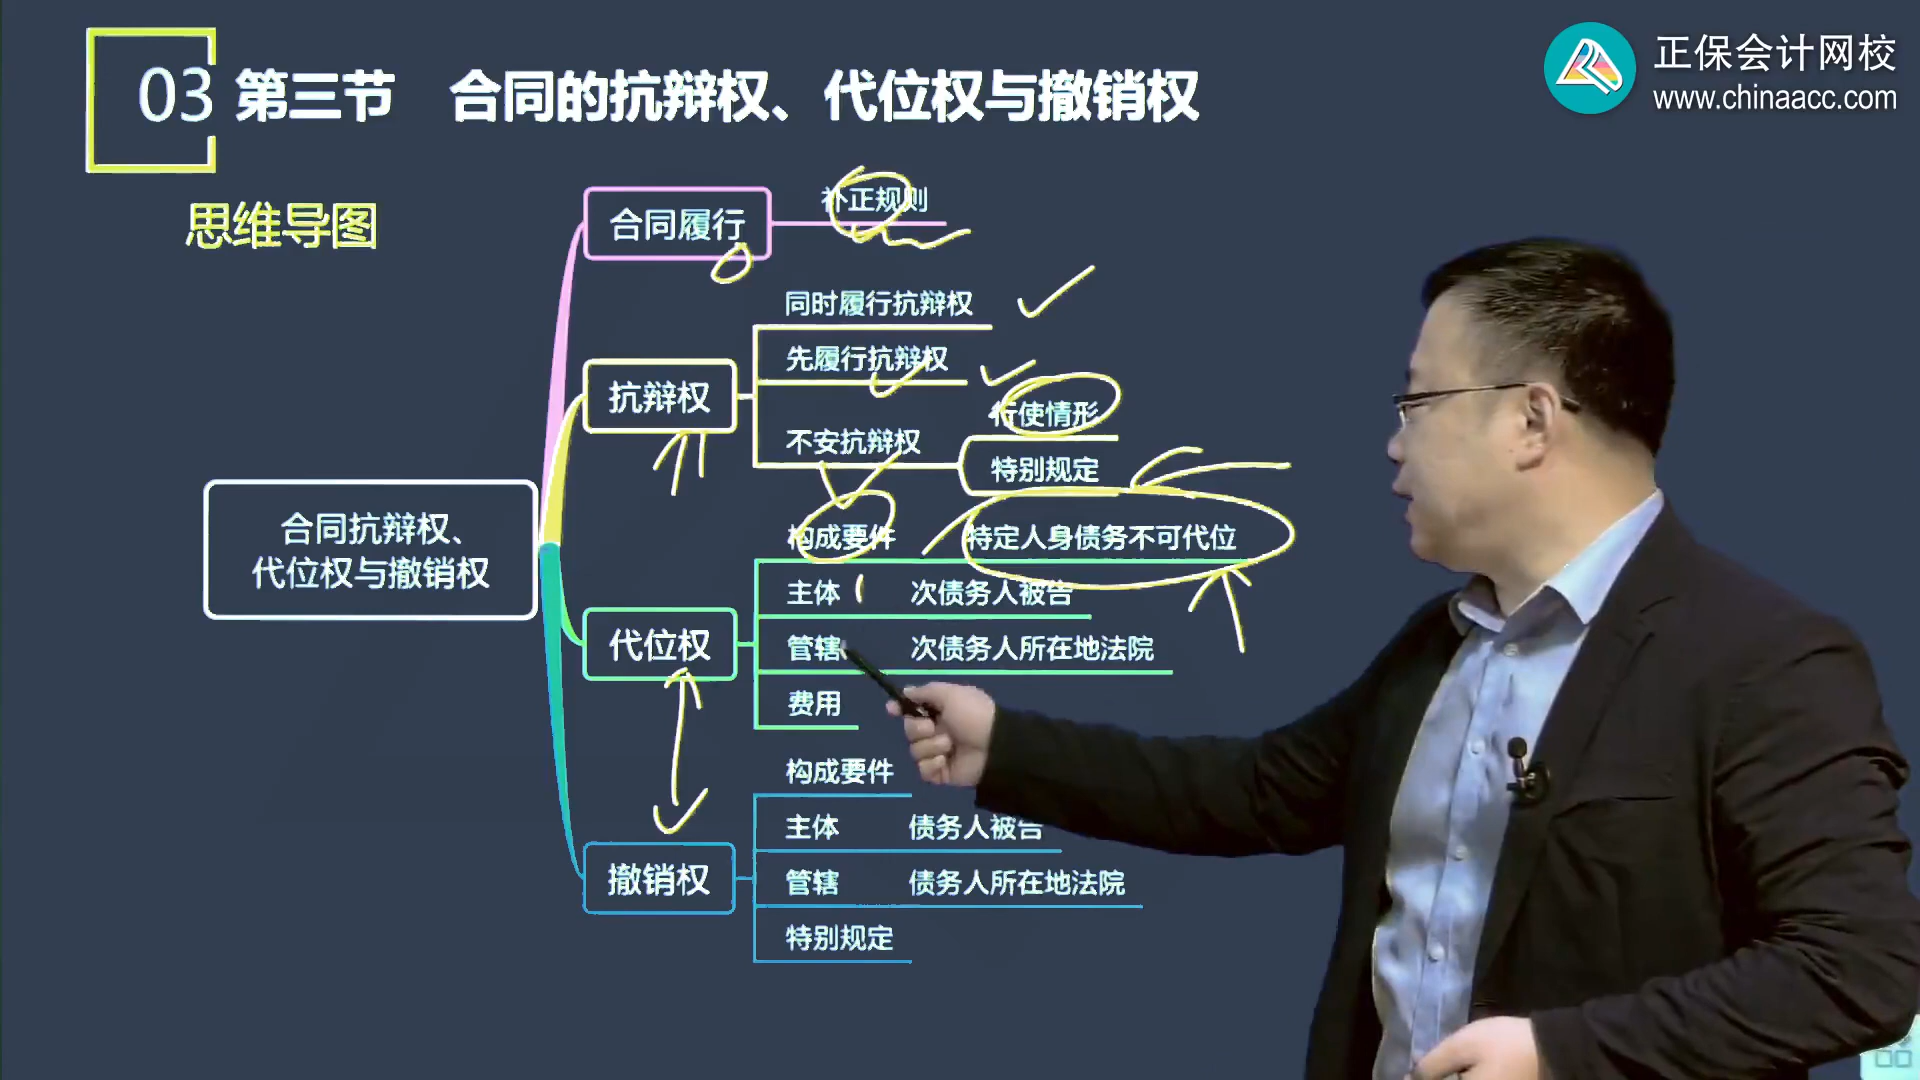 正保会计网校
www.chinaacc.com
03 第三节 合同的抗辩权、代位权与撤销权
思维导图
合同抗辩权、
代位权与撤销权
合同履行
补正规则
抗辩权
同时履行抗辩权
先履行抗辩权
不安抗辩权
行使情形
特别规定
代位权
构成要件 特定人身债务不可代位
主体 次债务人被告
管辖 次债务人所在地法院
费用
撤销权
构成要件
主体 债务人被告
管辖 债务人所在地法院
特别规定